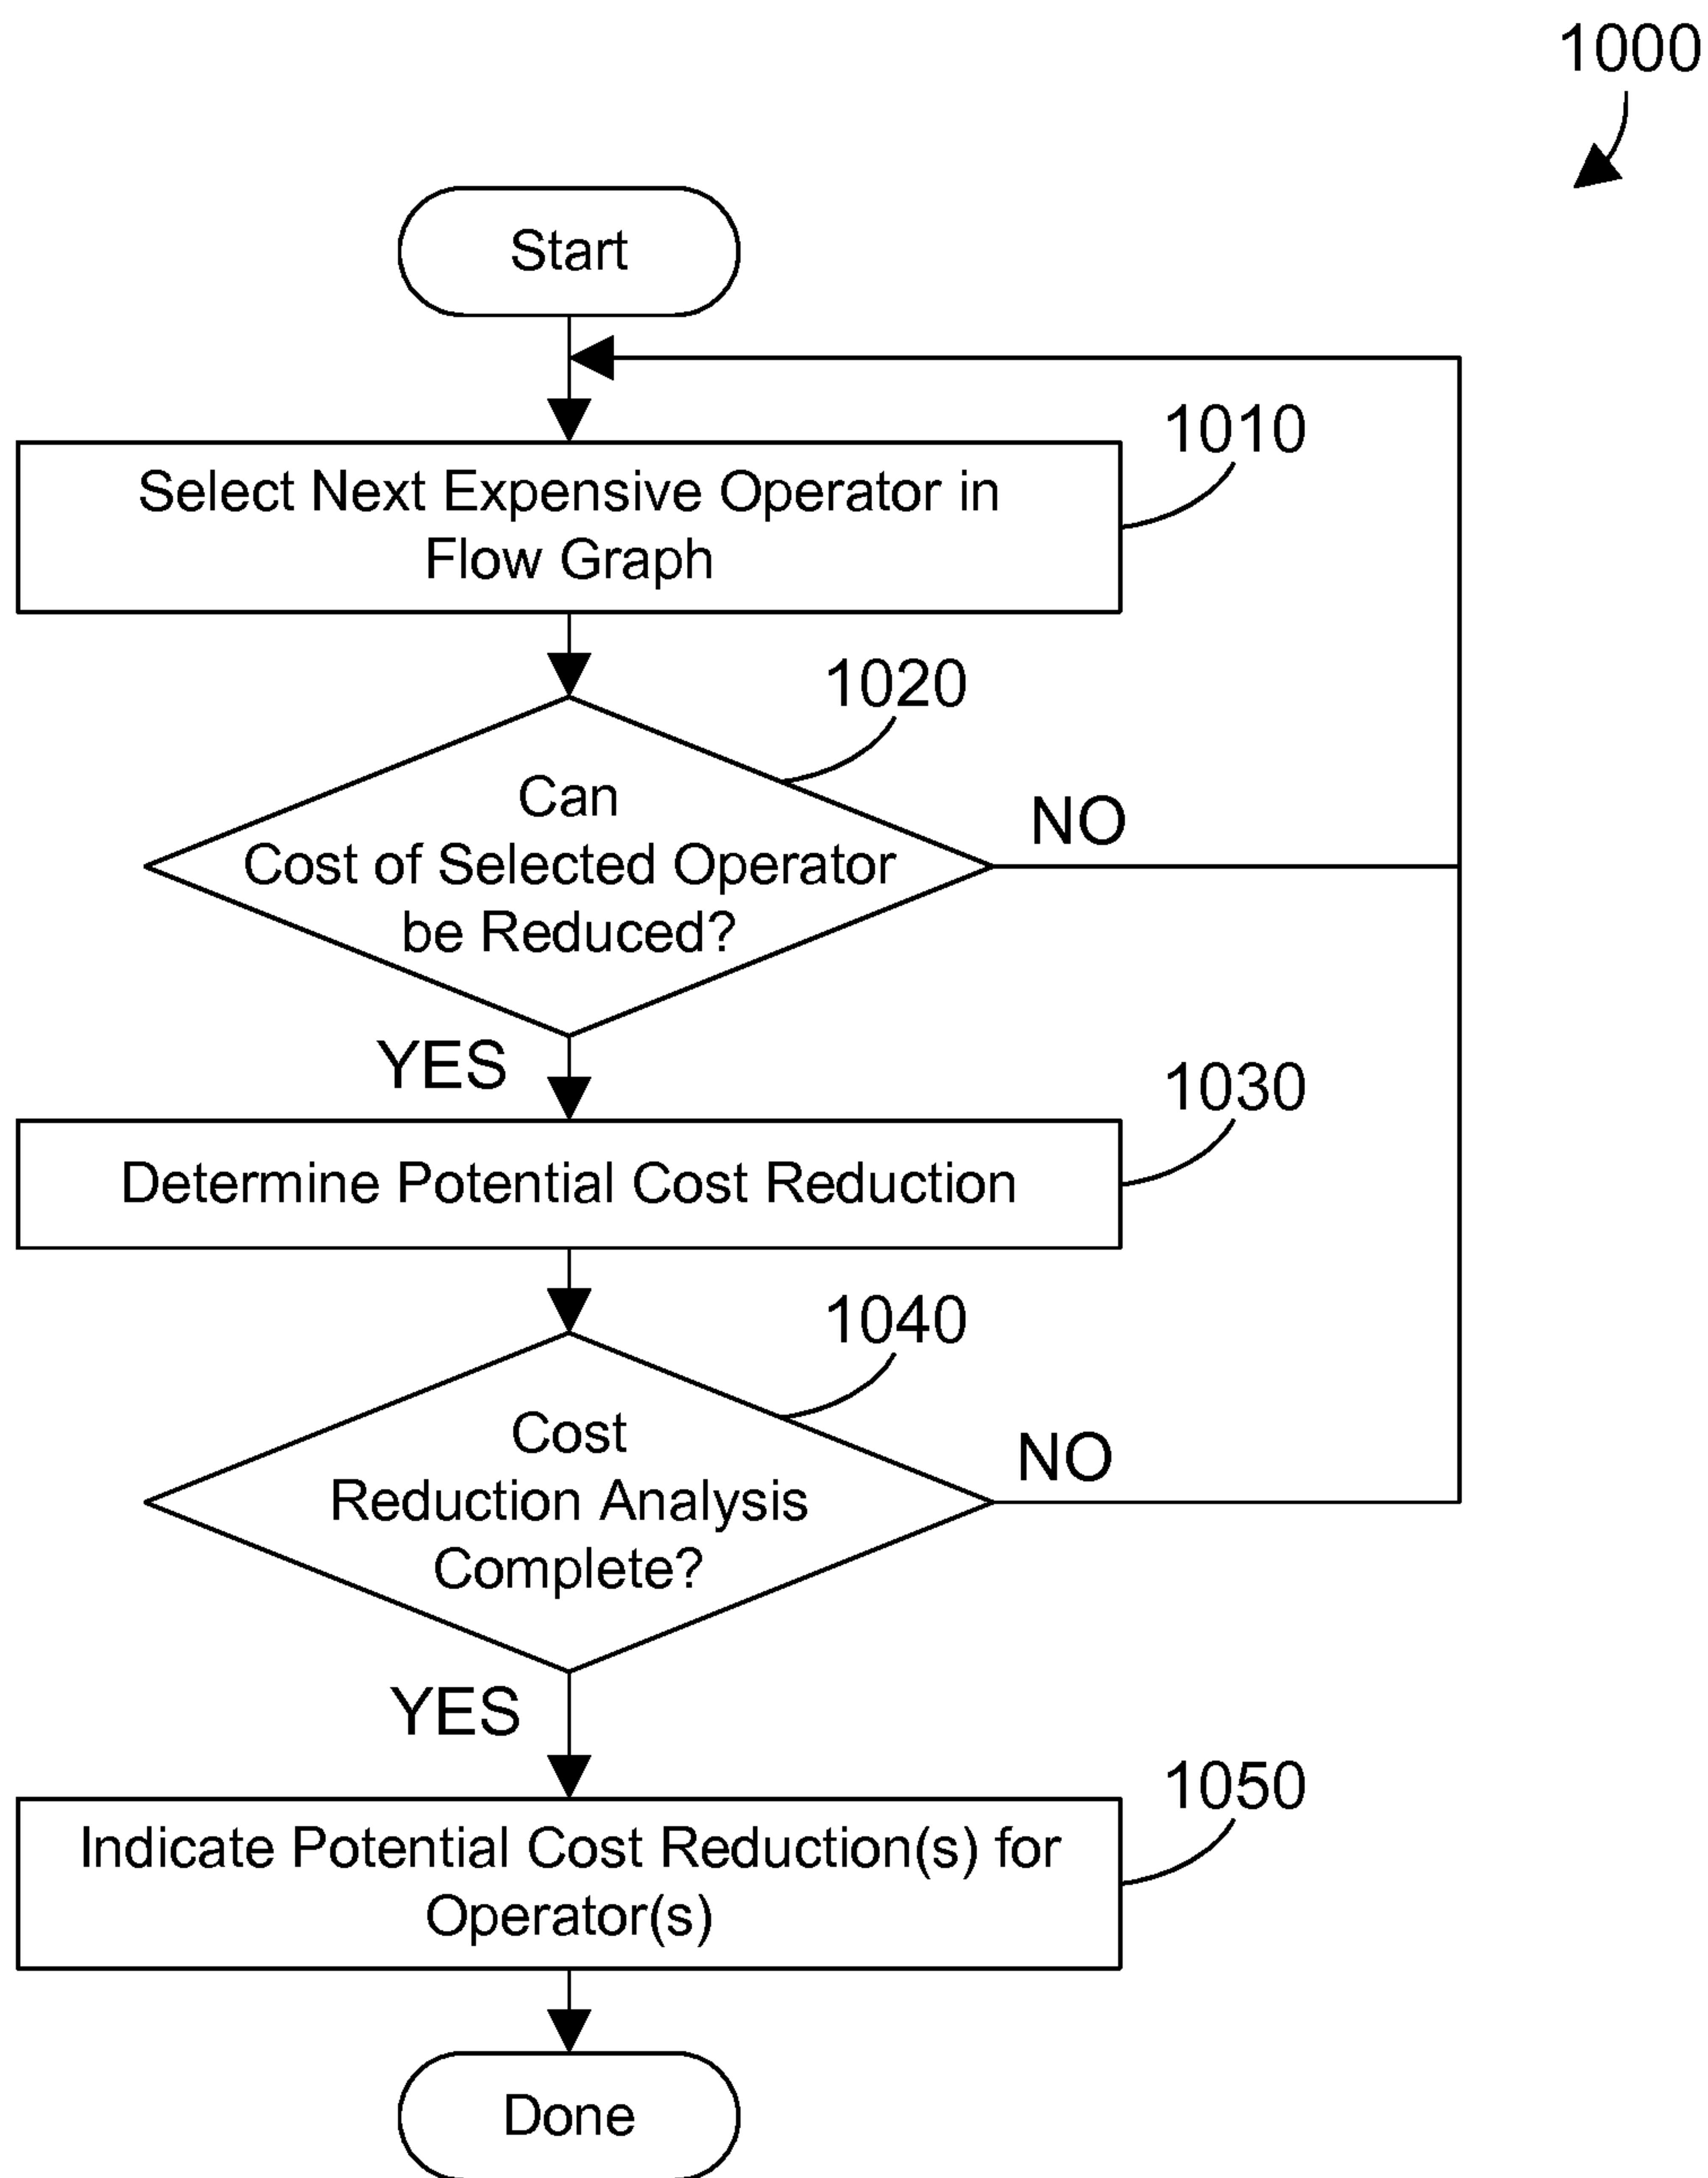 1000
Start
1010
Select Next Expensive Operator in
Flow Graph
1020
Can
Cost of Selected Operator
be Reduced?
NO
YES
1030
Determine Potential Cost Reduction
1040
Cost
Reduction Analysis
Complete?
NO
YES
1050
Indicate Potential Cost Reduction(s) for
Operator(s)
Done